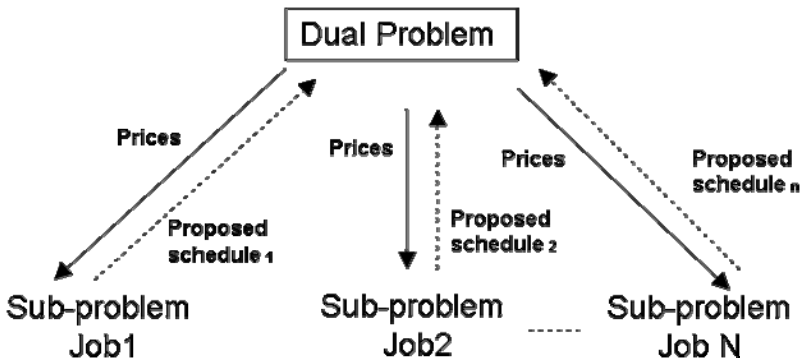 Dual Problem
Prices
Prices
Prices
Proposed
schedule n
Proposed
schedule 1
Proposed
schedule 2
Sub-problem
Job1
Sub-problem
Job2
Sub-problem
Job N